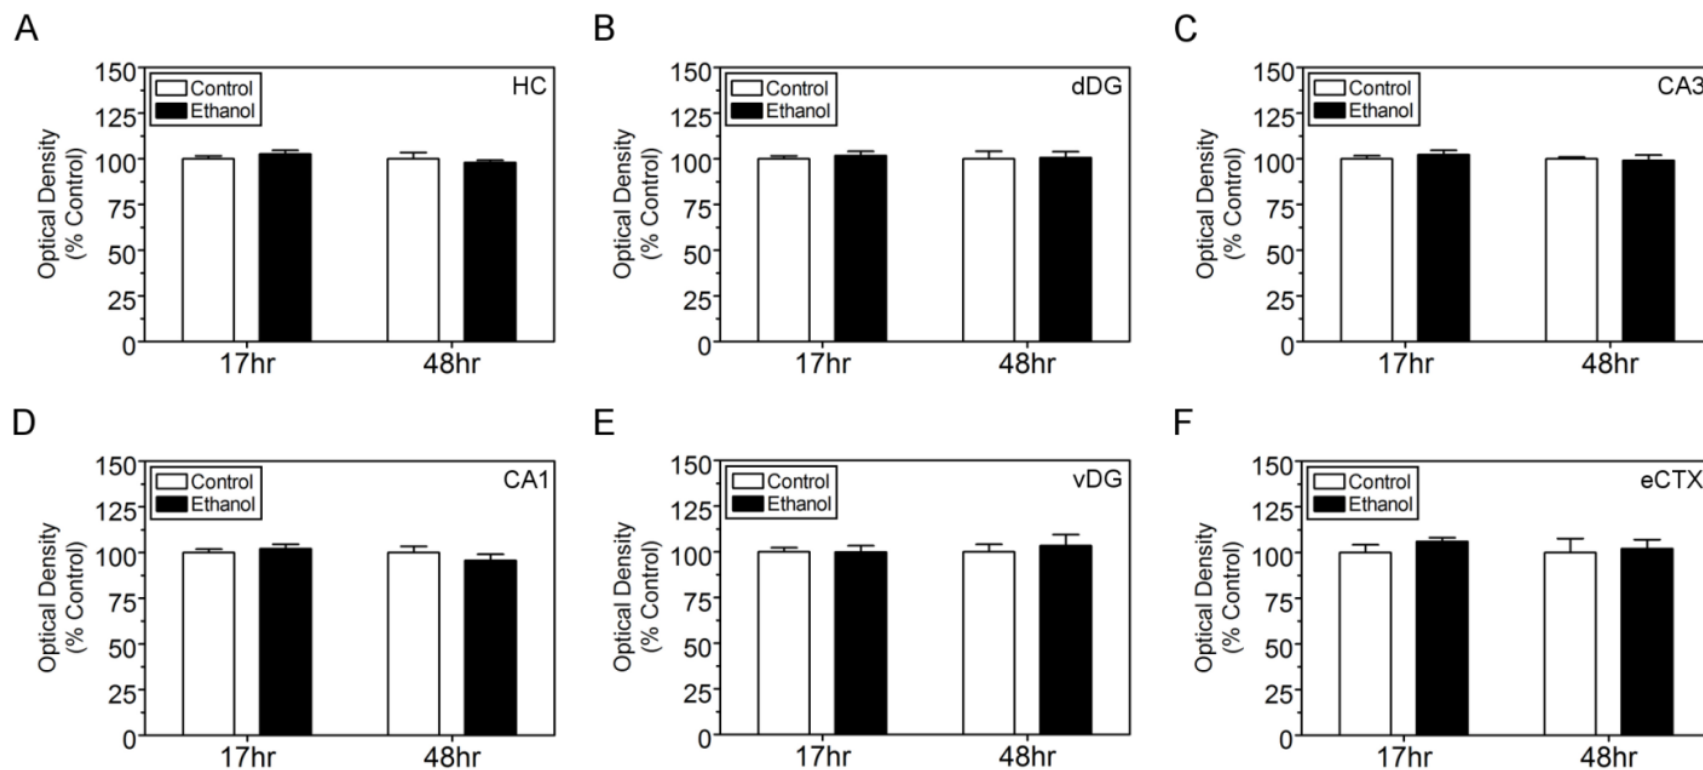 A
B
C
150
125
100
75
50
25
0
Optical Density
(% Control)
Control
Ethanol
HC
17hr
48hr
150
125
100
75
50
25
0
Optical Density
(% Control)
Control
Ethanol
dDG
17hr
48hr
150
125
100
75
50
25
0
Optical Density
(% Control)
Control
Ethanol
CA3
17hr
48hr
D
E
F
150
125
100
75
50
25
0
Optical Density
(% Control)
Control
Ethanol
CA1
17hr
48hr
150
125
100
75
50
25
0
Optical Density
(% Control)
Control
Ethanol
vDG
17hr
48hr
150
125
100
75
50
25
0
Optical Density
(% Control)
Control
Ethanol
eCTX
17hr
48hr